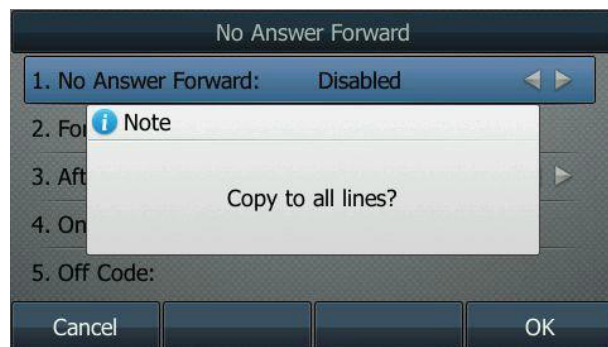 No Answer Forward
1. No Answer Forward: Disabled
2. For
Note
3. Aft
Copy to all lines?
4. On
5. Off Code:
Cancel OK